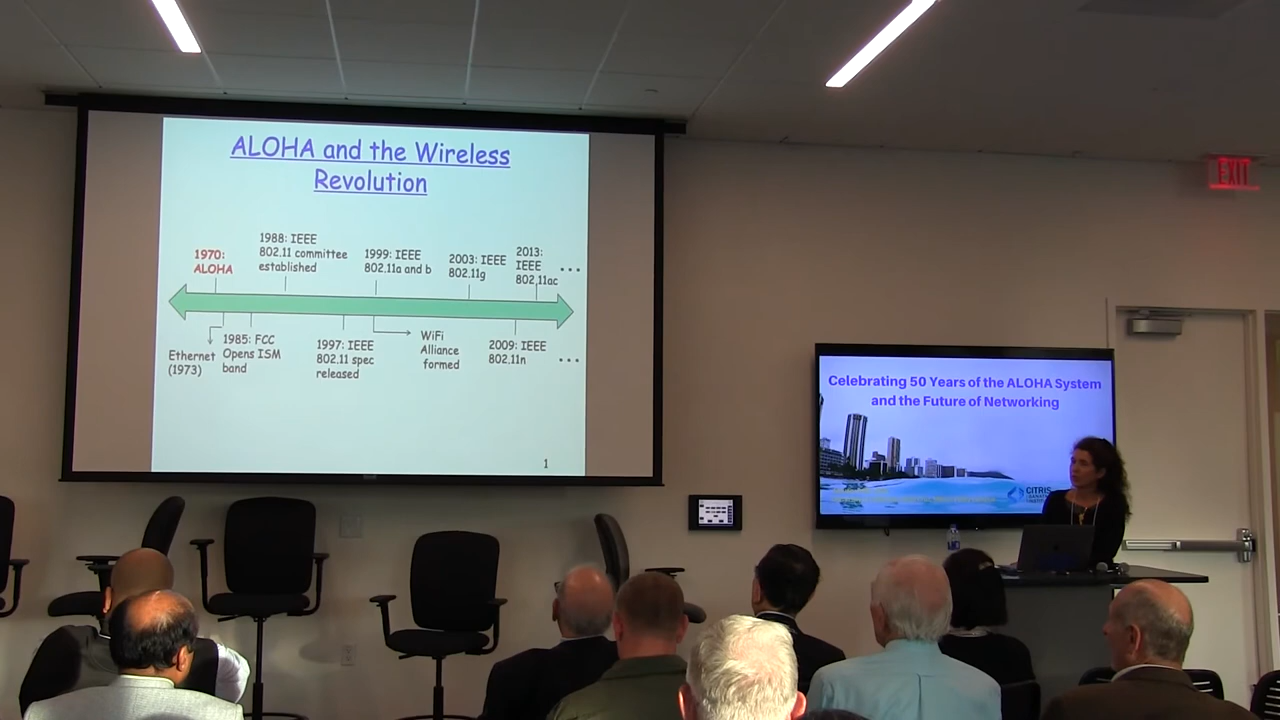 ALOHA and the Wireless
Revolution
1970:
ALOHA
1988: IEEE
802.11 committee
established
1999: IEEE
802.11a and b
2003: IEEE
802.11g
2013:
IEEE
802.11ac
...
Ethernet
(1973)
1985: FCC
Opens ISM
band
1997: IEEE
802.11 spec
released
WiFi
Alliance
formed
2009: IEEE
802.11n
...
1
EXIT
Celebrating 50 Years of the ALOHA System
and the Future of Networking
CITRIS